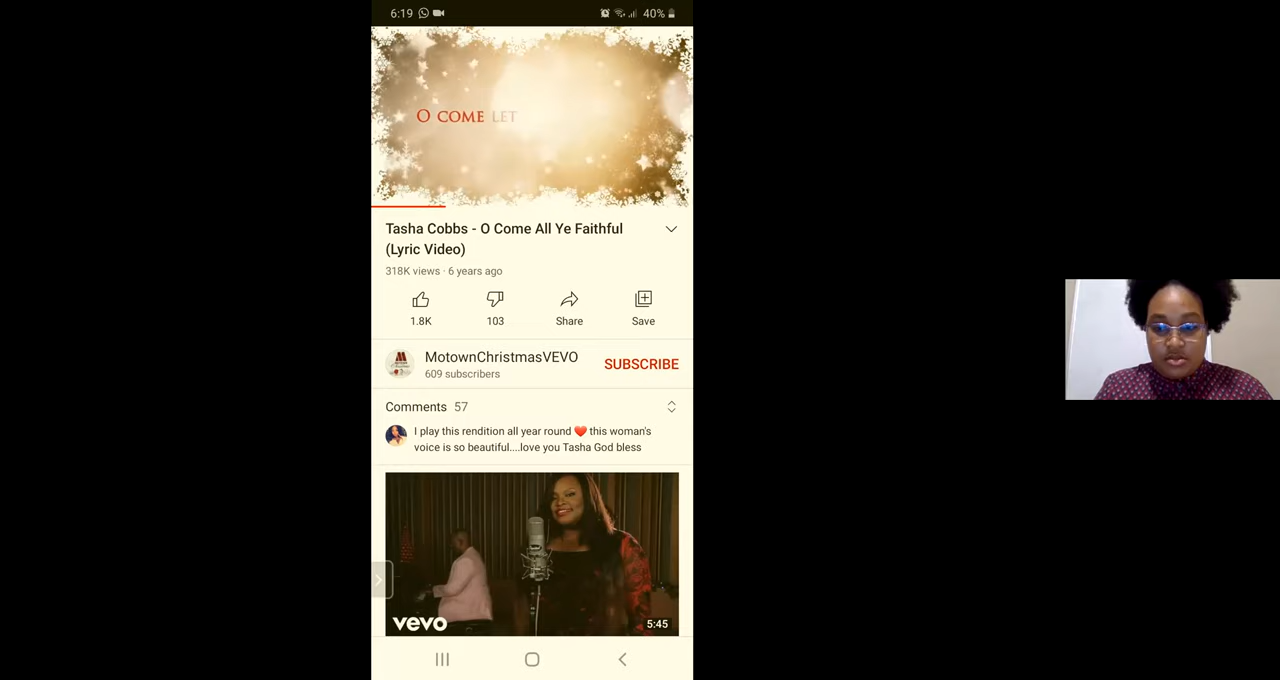 6:19
40%
O COME LET
Tasha Cobbs - O Come All Ye Faithful
(Lyric Video)
318K views · 6 years ago
1.8K
103
Share
Save
MotownChristmasVEVO
609 subscribers
SUBSCRIBE
Comments 57
I play this rendition all year round ❤️ this woman's
voice is so beautiful....love you Tasha God bless
vevo
5:45